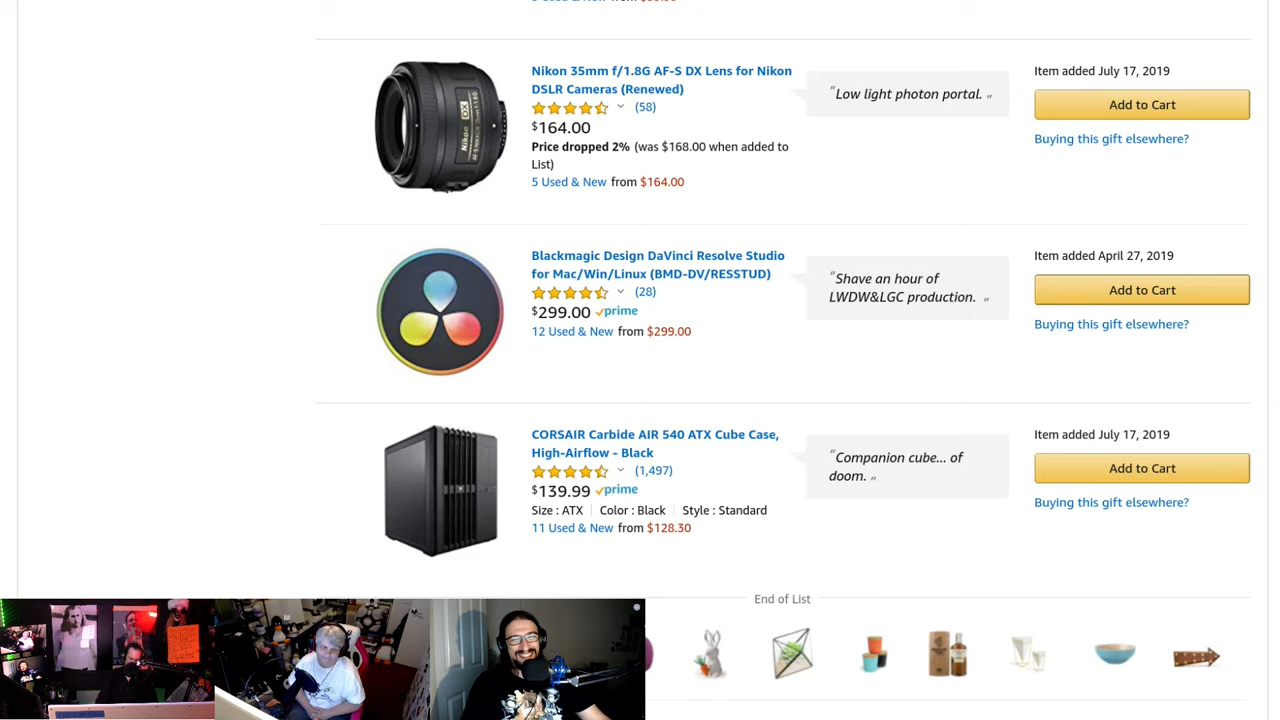 Nikon 35mm f/1.8G AF-S DX Lens for Nikon
DSLR Cameras (Renewed)
(58)
$164.00
Price dropped 2% (was $168.00 when added to
List)
5 Used & New from $164.00
"Low light photon portal. "
Item added July 17, 2019
Add to Cart
Buying this gift elsewhere?
Blackmagic Design DaVinci Resolve Studio
for Mac/Win/Linux (BMD-DV/RESSTUD)
(28)
$299.00 prime
12 Used & New from $299.00
"Shave an hour of
LWDW&LGC production. "
Item added April 27, 2019
Add to Cart
Buying this gift elsewhere?
CORSAIR Carbide AIR 540 ATX Cube Case,
High-Airflow - Black
(1,497)
$139.99 prime
Size : ATX | Color : Black | Style : Standard
11 Used & New from $128.30
"Companion cube... of
doom. "
Item added July 17, 2019
Add to Cart
Buying this gift elsewhere?
End of List
Nikon
DX